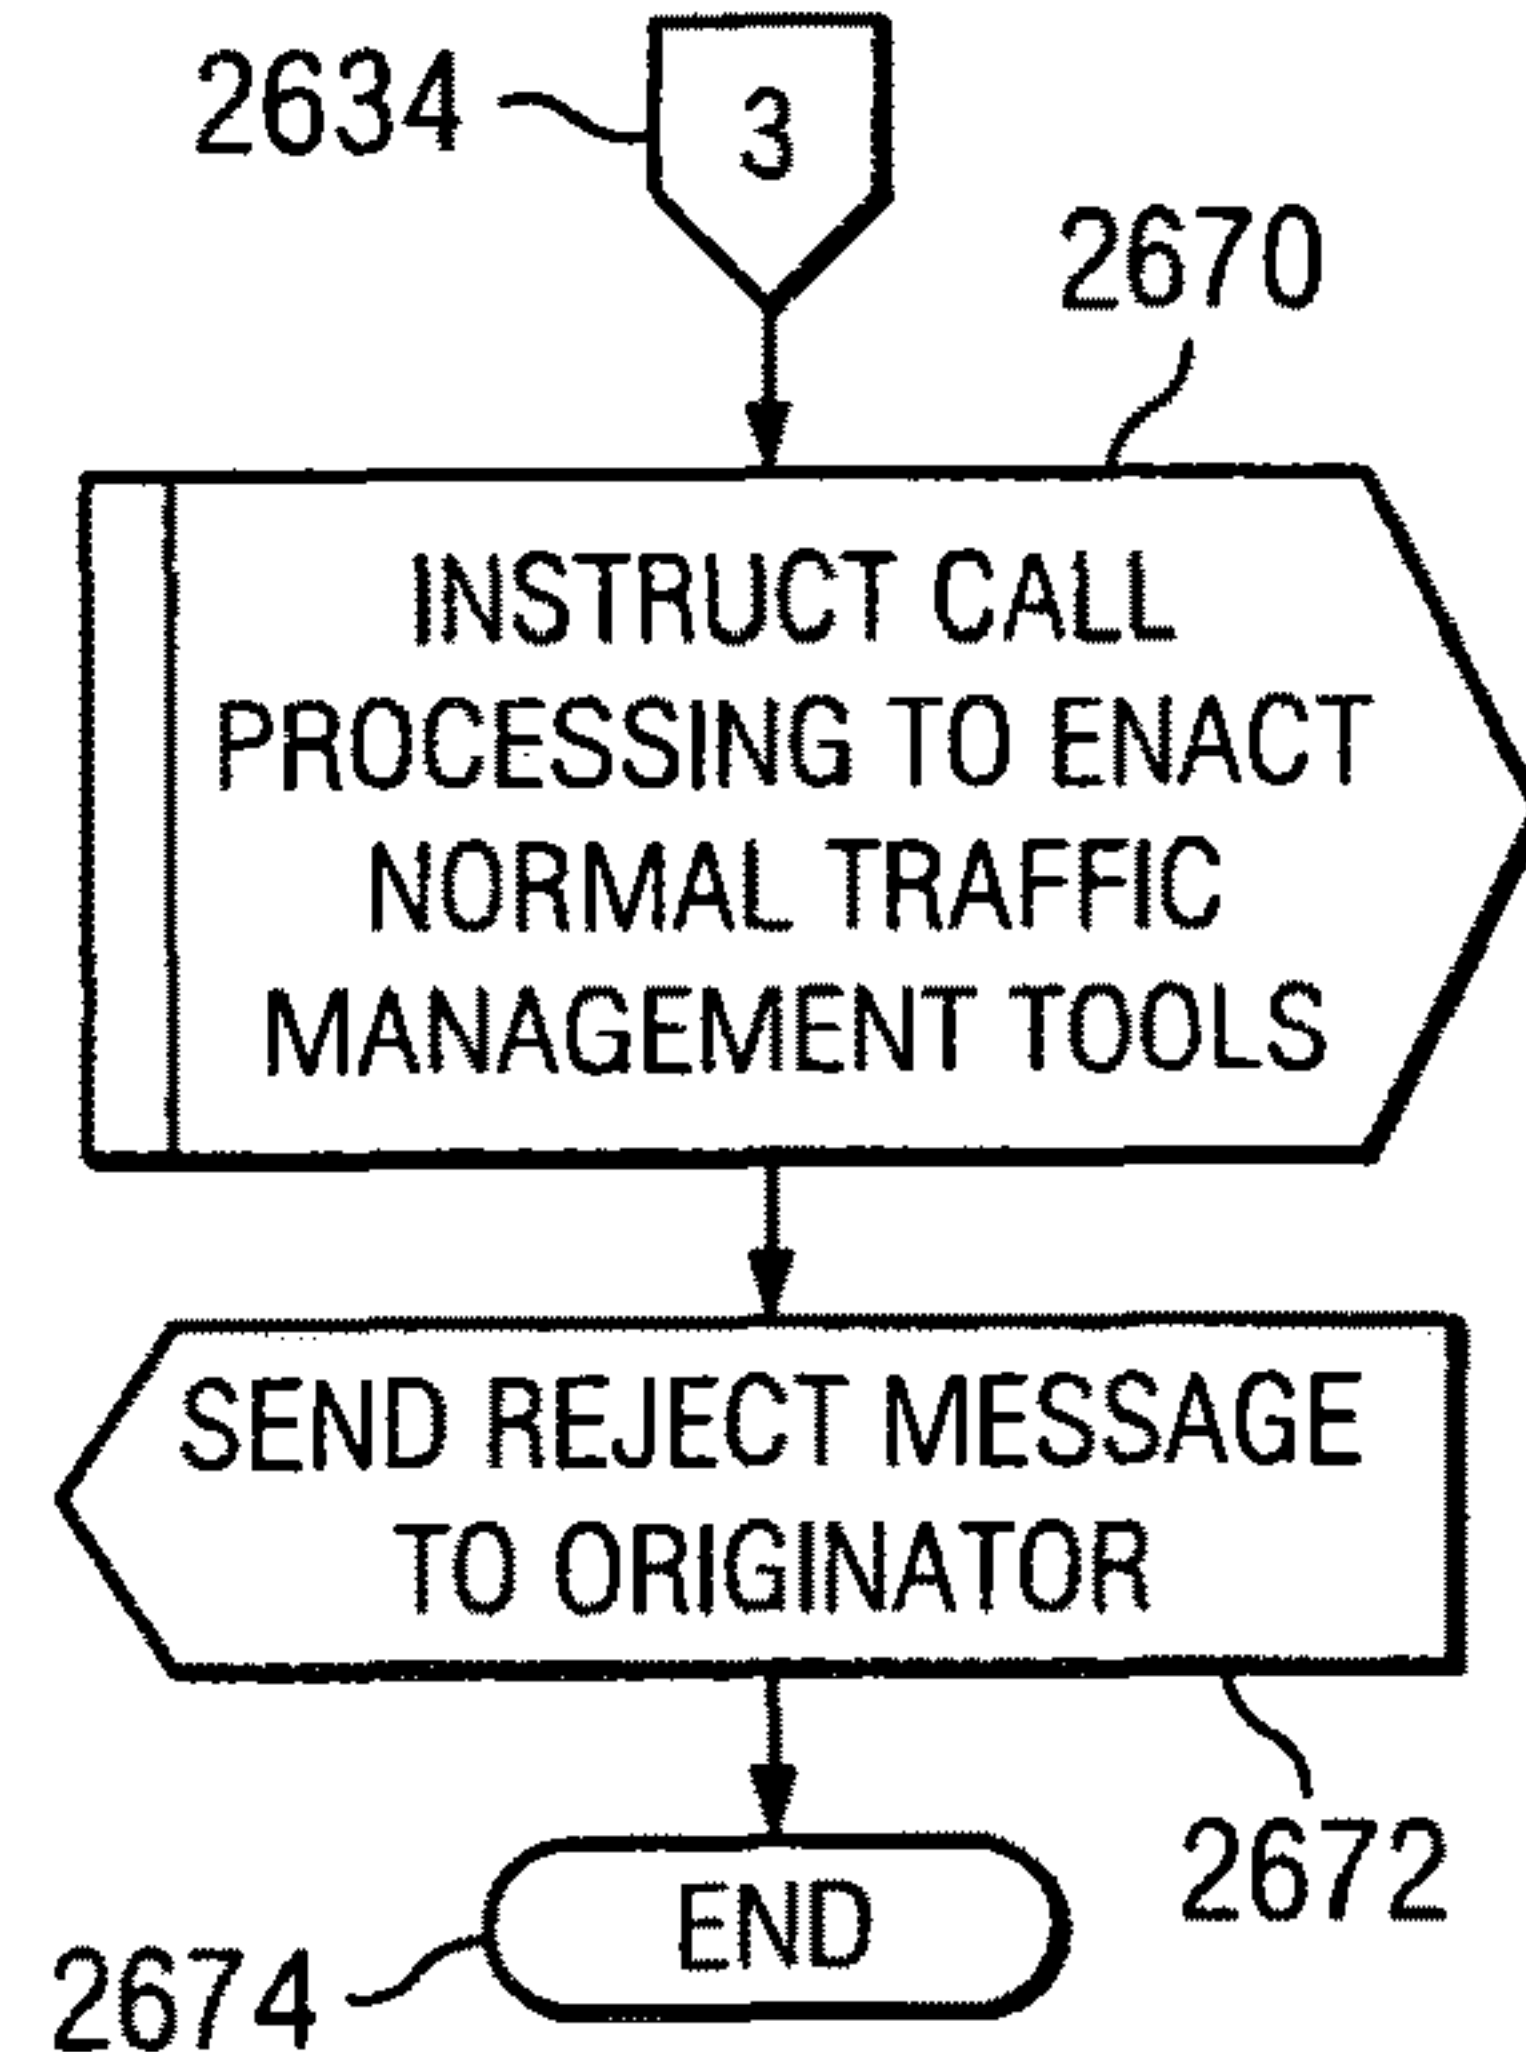 2634
3
2670
INSTRUCT CALL
PROCESSING TO ENACT
NORMAL TRAFFIC
MANAGEMENT TOOLS
SEND REJECT MESSAGE
TO ORIGINATOR
2672
END
2674